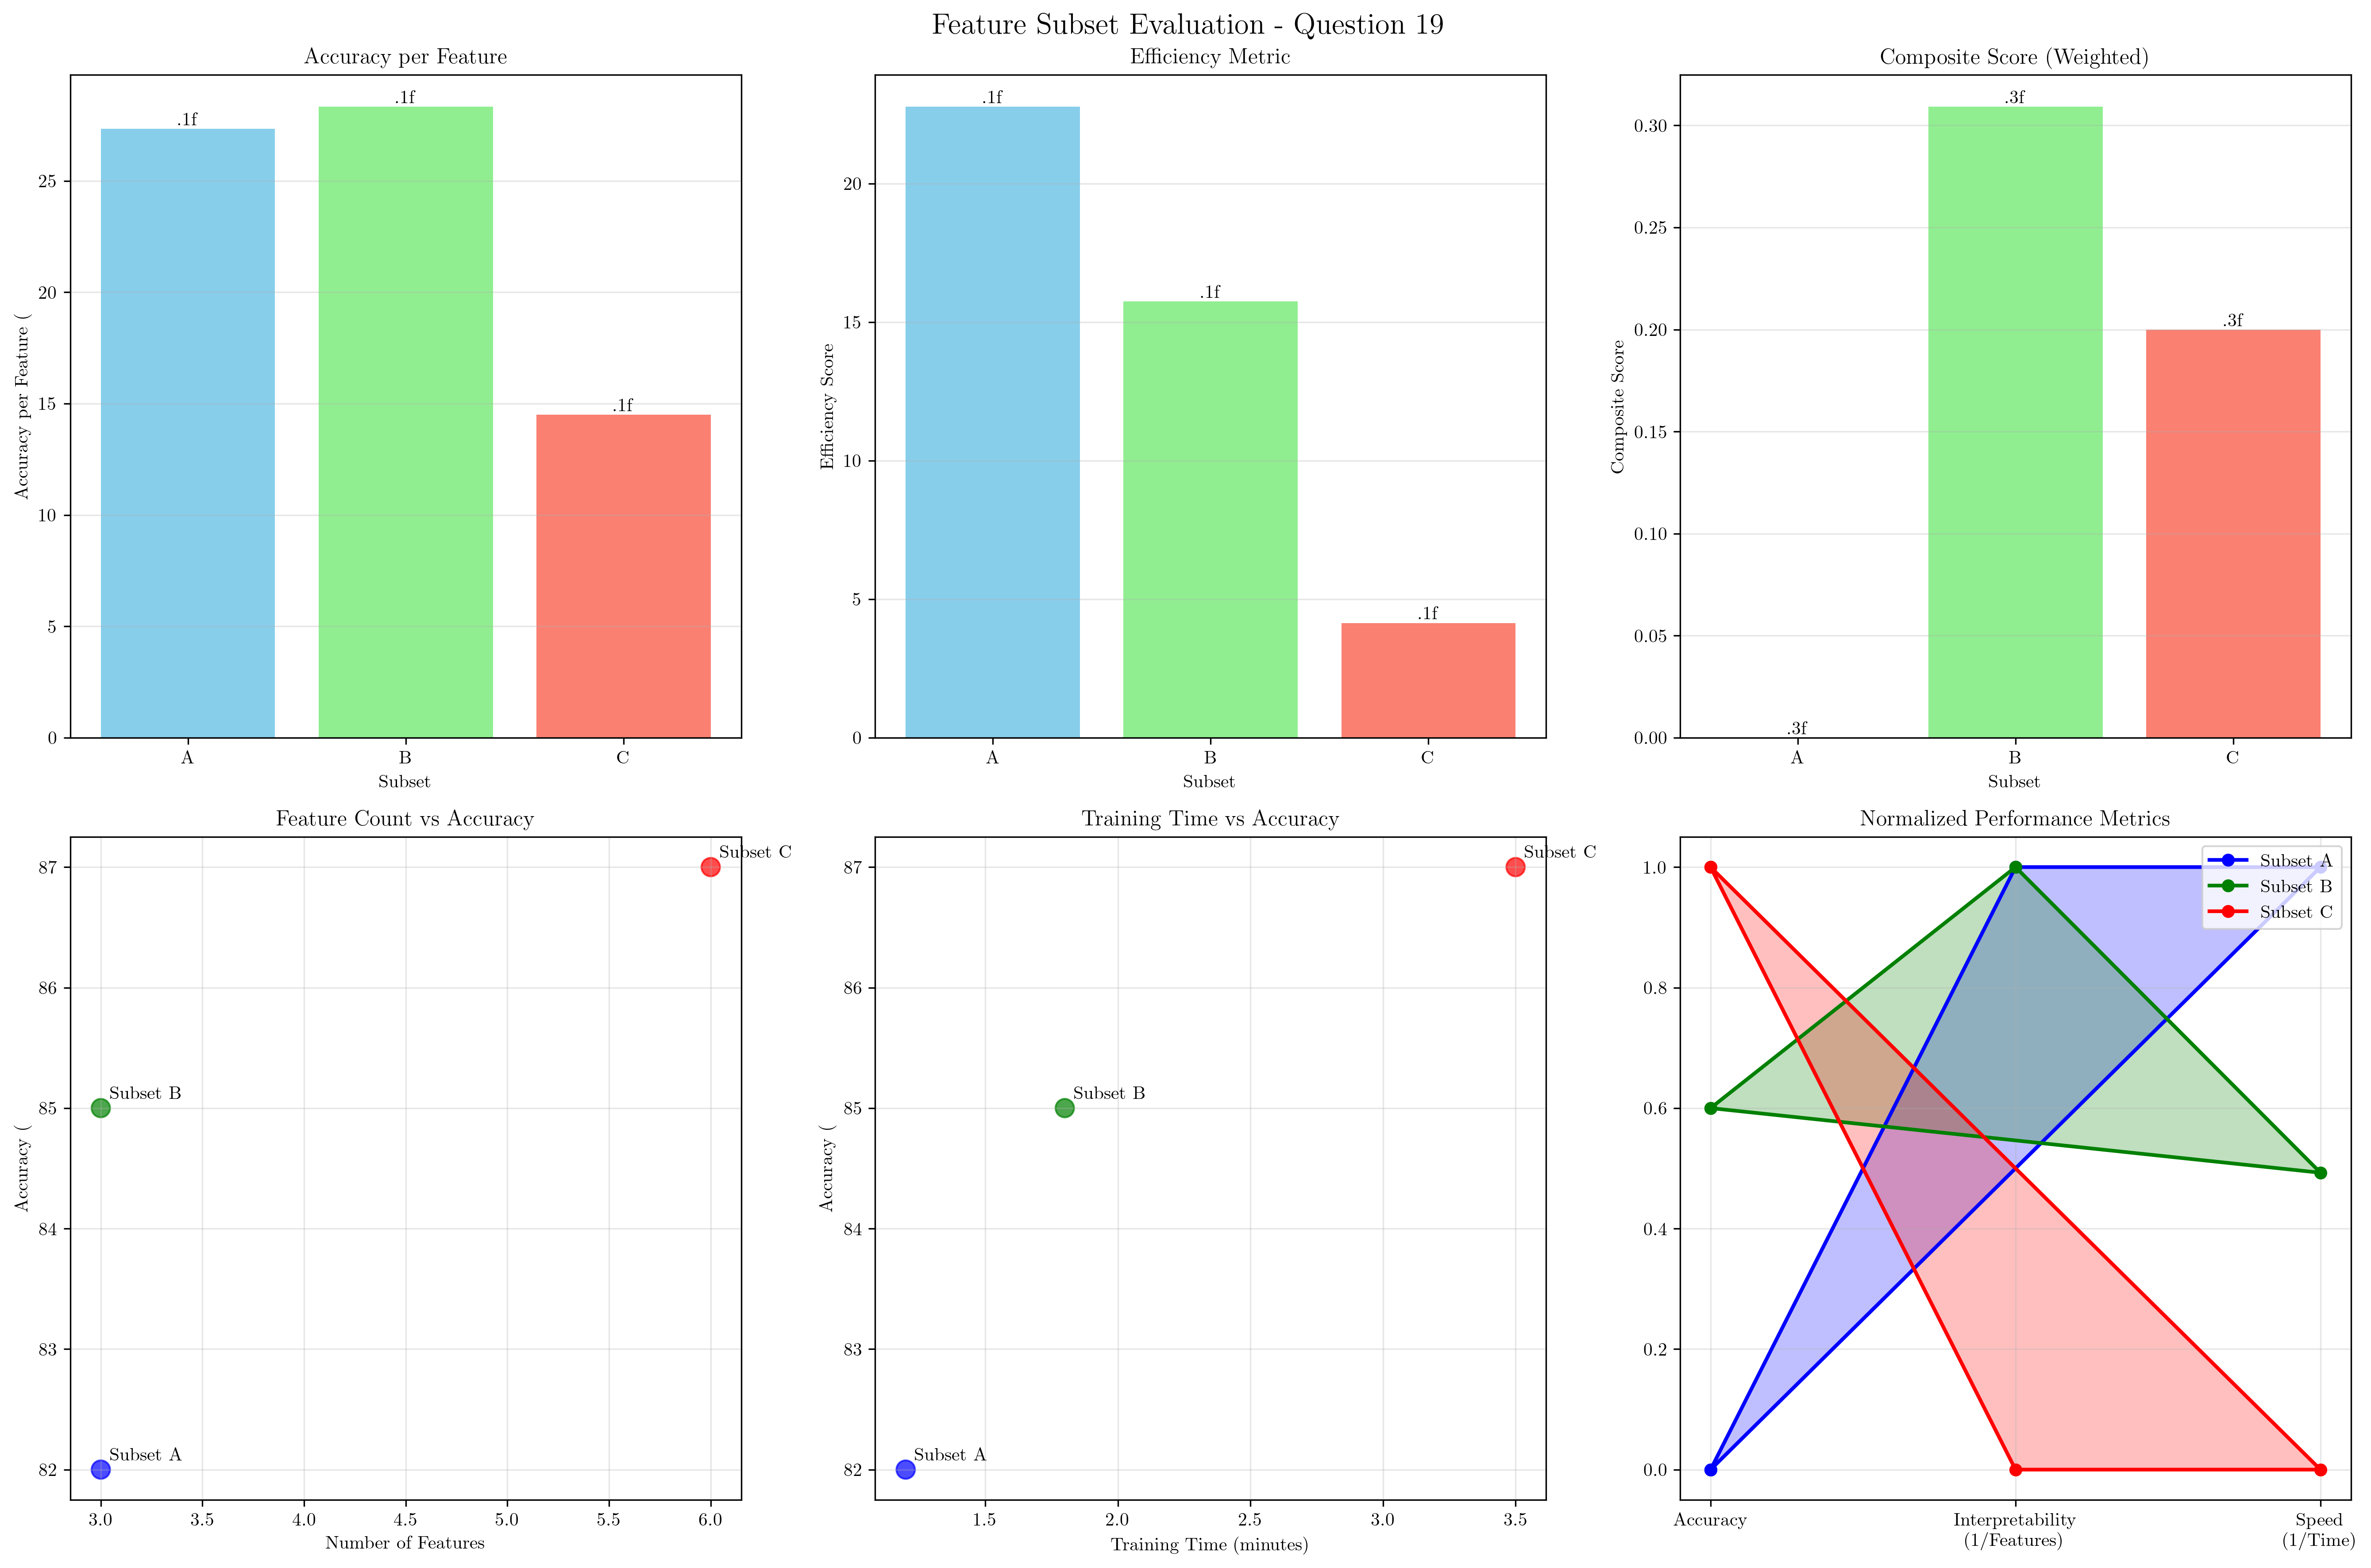 Feature Subset Evaluation - Question 19
Accuracy per Feature
Accuracy per Feature (
25
20
15
10
5
0
.1f
.1f
.1f
A
B
C
Subset
Efficiency Metric
Efficiency Score
20
15
10
5
0
.1f
.1f
.1f
A
B
C
Subset
Composite Score (Weighted)
Composite Score
0.30
0.25
0.20
0.15
0.10
0.05
0.00
.3f
.3f
.3f
A
B
C
Subset
Feature Count vs Accuracy
Accuracy (
87
86
85
84
83
82
Subset C
Subset B
Subset A
3.0
3.5
4.0
4.5
5.0
5.5
6.0
Number of Features
Training Time vs Accuracy
Accuracy (
87
86
85
84
83
82
Subset C
Subset B
Subset A
1.5
2.0
2.5
3.0
3.5
Training Time (minutes)
Normalized Performance Metrics
1.0
0.8
0.6
0.4
0.2
0.0
Subset A
Subset B
Subset C
Accuracy
Interpretability
(1/Features)
Speed
(1/Time)